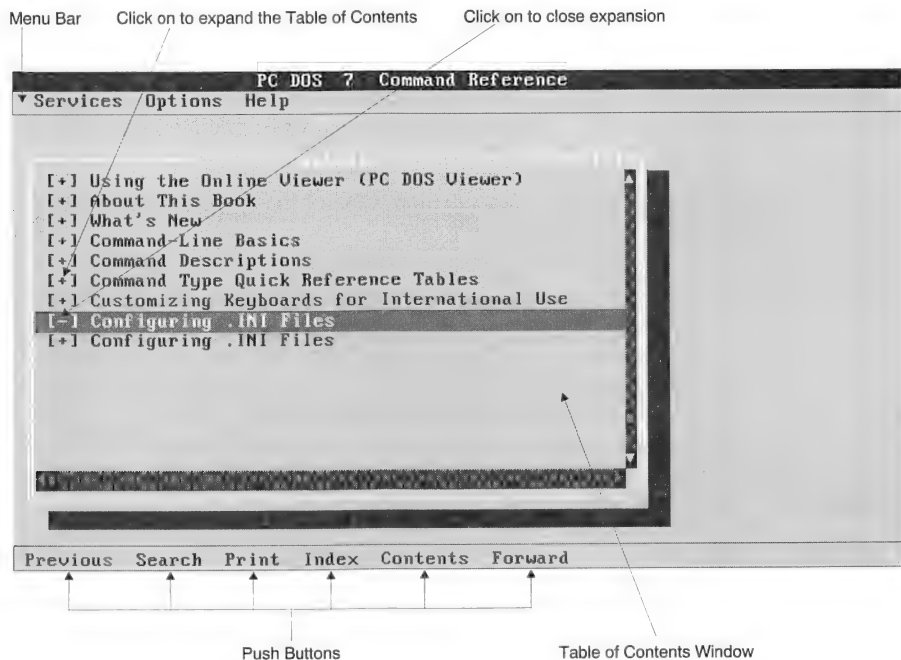 Menu Bar Click on to expand the Table of Contents Click on to close expansion
PC DOS 7 Command Reference
Services Options Help
[+] Using the Online Viewer (PC DOS Viewer)
[+] About This Book
[+] What's New
[+] Command-Line Basics
[+] Command Descriptions
[+] Command Type Quick Reference Tables
[+] Customizing Keyboards for International Use
[-] Configuring .INI Files
[+] Configuring .INI Files
Previous Search Print Index Contents Forward
Push Buttons Table of Contents Window